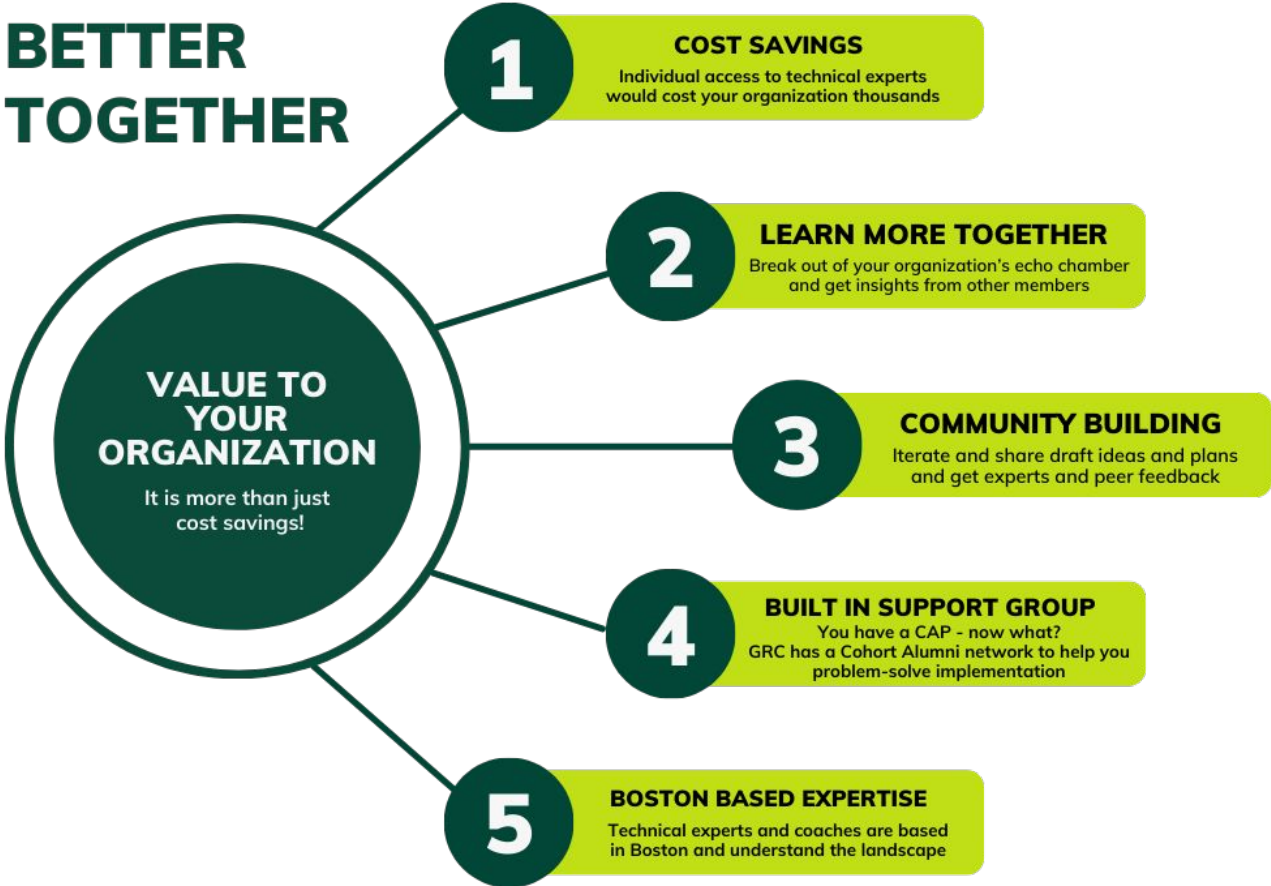 BETTER
TOGETHER
1
COST SAVINGS
Individual access to technical experts
would cost your organization thousands
2
LEARN MORE TOGETHER
Break out of your organization's echo chamber
and get insights from other members
VALUE TO
YOUR
ORGANIZATION
It is more than just
cost savings!
3
COMMUNITY BUILDING
Iterate and share draft ideas and plans
and get experts and peer feedback
4
BUILT IN SUPPORT GROUP
You have a CAP - now what?
GRC has a Cohort Alumni network to help you
problem-solve implementation
5
BOSTON BASED EXPERTISE
Technical experts and coaches are based
in Boston and understand the landscape